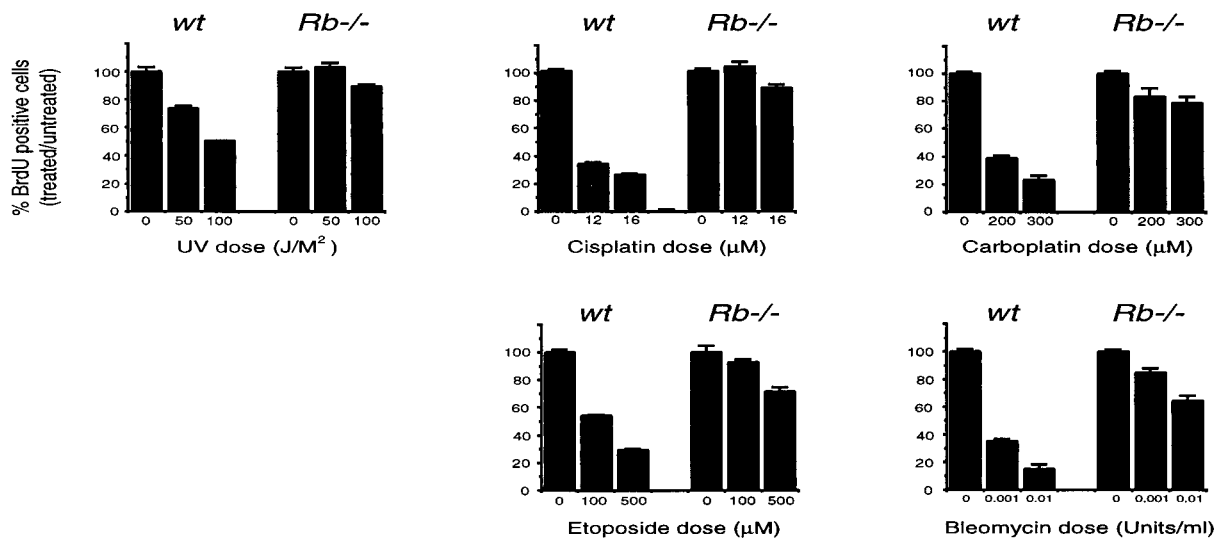 wt Rb-/- wt Rb-/- wt Rb-/-
% BrdU positive cells
(treated/untreated)
100 100 100
80 80 80
60 60 60
40 40 40
20 20 20
0 0 0
0 50 100 0 50 100 0 12 16 0 12 16 0 200 300 0 200 300
UV dose (J/M²) Cisplatin dose (µM) Carboplatin dose (µM)
wt Rb-/- wt Rb-/-
100 100
80 80
60 60
40 40
20 20
0 0
0 100 500 0 100 500 0 0.001 0.01 0 0,001 0,01
Etoposide dose (µM) Bleomycin dose (Units/ml)